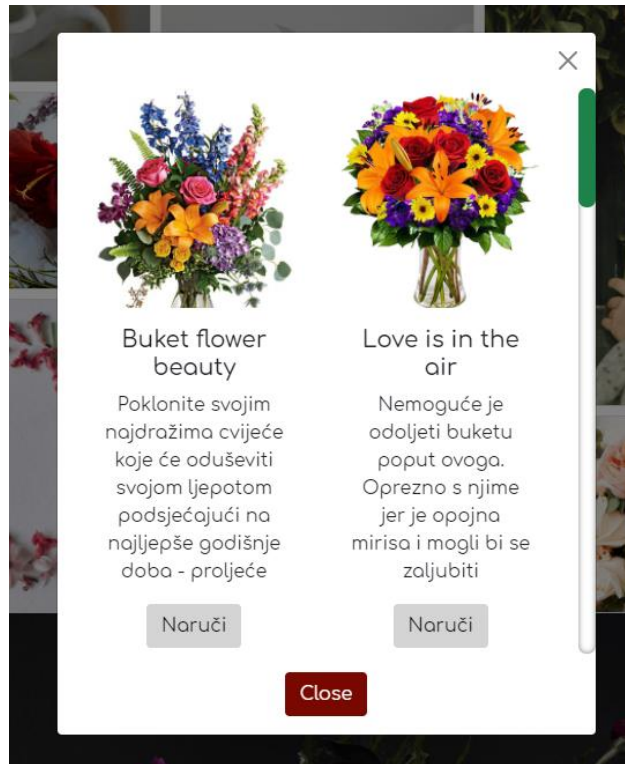 Buket flower
beauty
Poklonite svojim
najdražima cvijeće
koje će oduševiti
svojom ljepotom
podsjećajući na
najljepše godišnje
doba - proljeće
Naruči
Love is in the
air
Nemoguće je
odoljeti buketu
poput ovoga.
Oprezno s njime
jer je opojna
mirisa i mogli bi se
zaljubiti
Naruči
Close